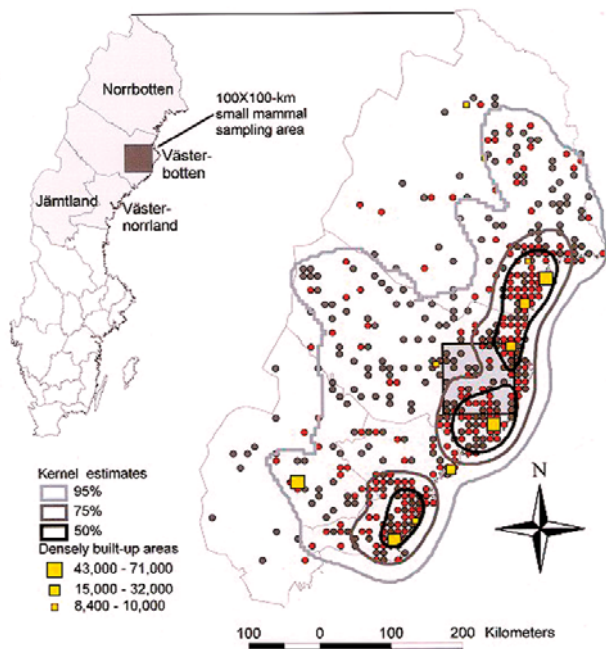 Norrbotten
100X100-km
small mammal
sampling area
Väster-
botten
Jämtland
Väster-
norrland
Kernel estimates
95%
75%
50%
Densely built-up areas
43,000 - 71,000
15,000 - 32,000
8,400 - 10,000
N
100 0 100 200 Kilometers